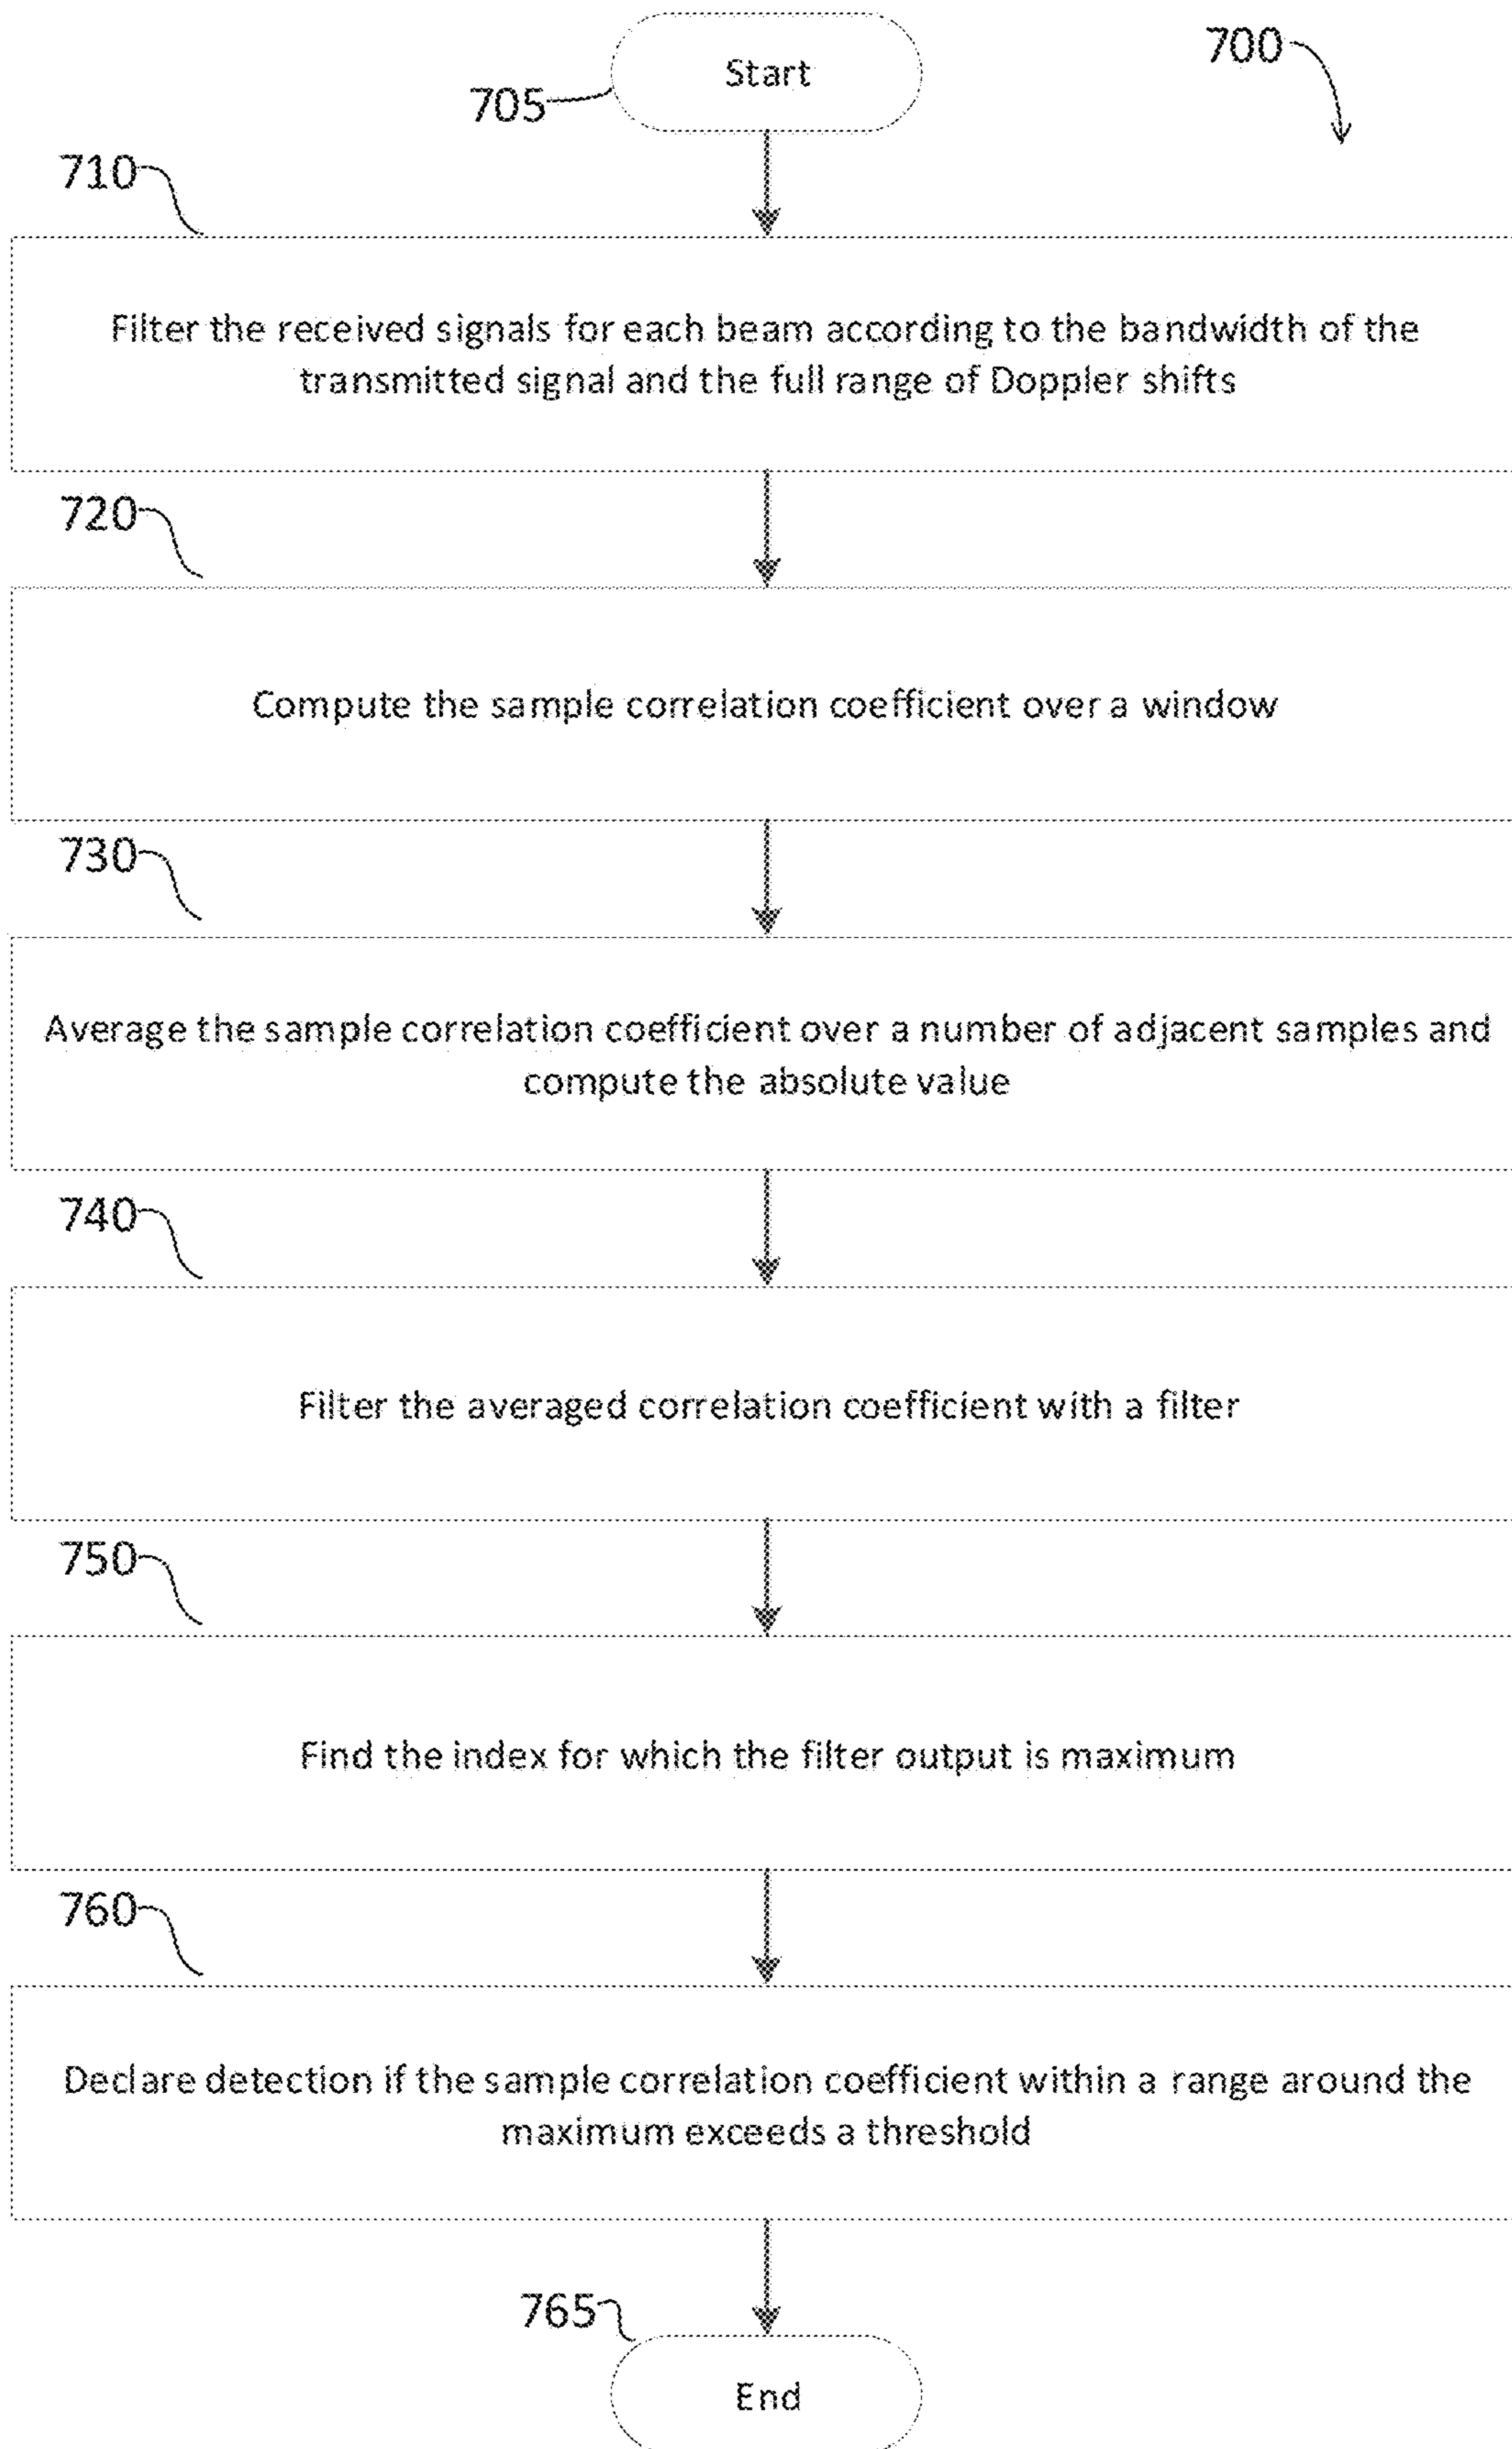 Start
700
705
710
Filter the received signals for each beam according to the bandwidth of the
transmitted signal and the full range of Doppler shifts
720
Compute the sample correlation coefficient over a window
730
Average the sample correlation coefficient over a number of adjacent samples and
compute the absolute value
740
Filter the averaged correlation coefficient with a filter
750
Find the index for which the filter output is maximum
760
Declare detection if the sample correlation coefficient within a range around the
maximum exceeds a threshold
765
End